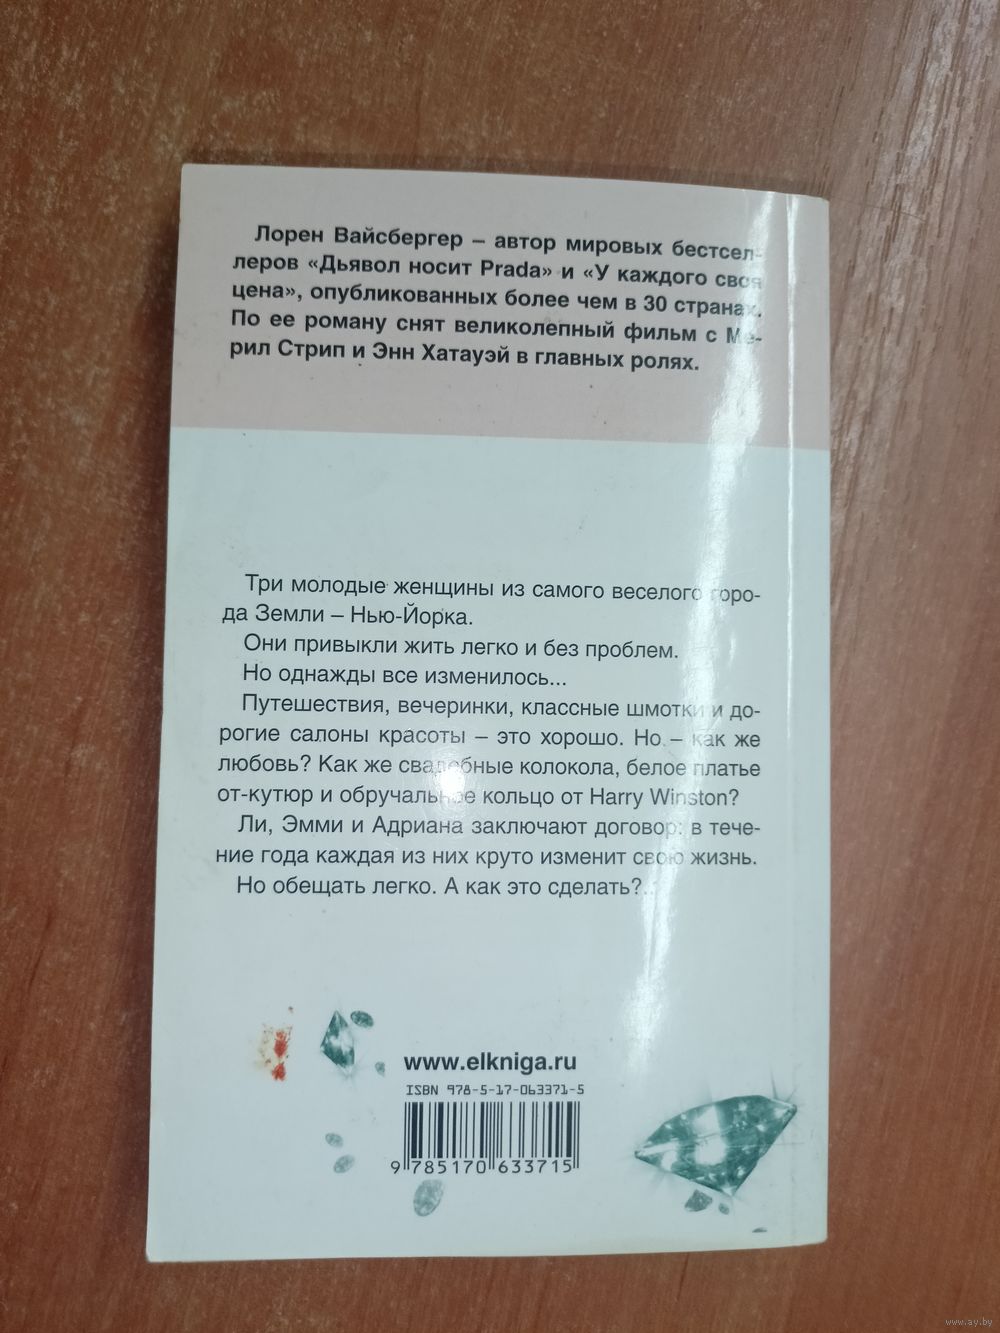 Лорен Вайсбергер – автор мировых бестсел-
леров «Дьявол носит Prada» и «У каждого своя
цена», опубликованных более чем в 30 странах.
По ее роману снят великолепный фильм с Ме-
рил Стрип и Энн Хатауэй в главных ролях.
Три молодые женщины из самого веселого горо-
да Земли – Нью-Йорка.
Они привыкли жить легко и без проблем.
Но однажды все изменилось...
Путешествия, вечеринки, классные шмотки и до-
рогие салоны красоты – это хорошо. Но – как же
любовь? Как же свадебные колокола, белое платье
от-кутюр и обручальное кольцо от Harry Winston?
Ли, Эмми и Адриана заключают договор: в тече-
ние года каждая из них круто изменит свою жизнь.
Но обещать легко. А как это сделать?..
www.elkniga.ru
ISBN 978-5-17-063371-5
9 785170 633715
www.ay.by